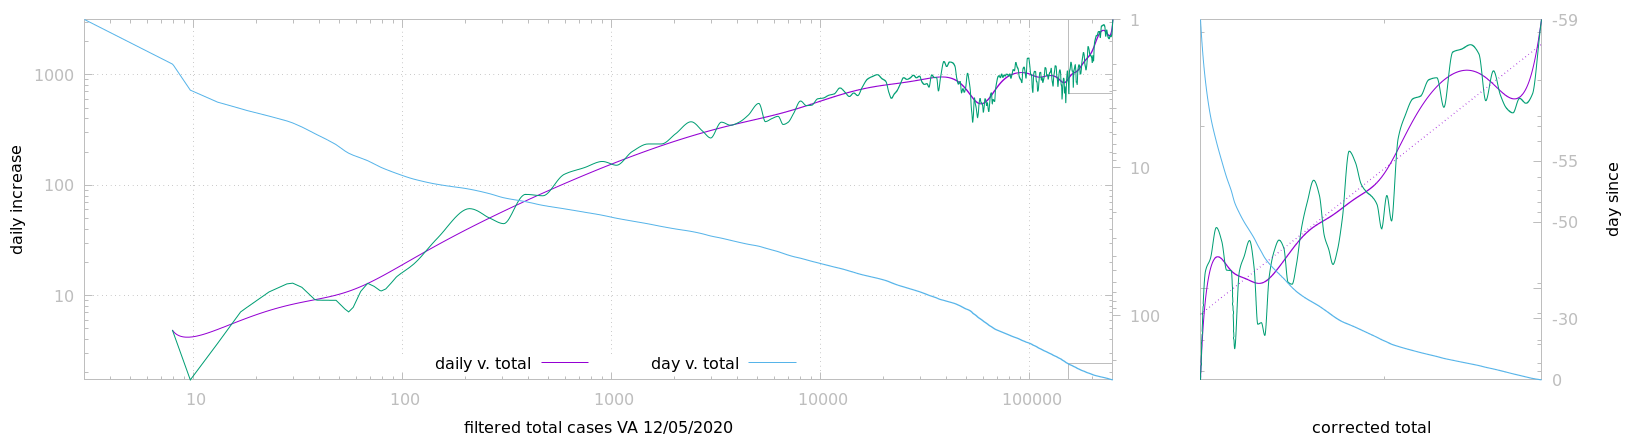 1000
100
10
daily increase
10
100
1000
10000
100000
filtered total cases VA 12/05/2020
daily v. total
day v. total
1
10
100
-59
-55
-50
-30
0
day since
corrected total